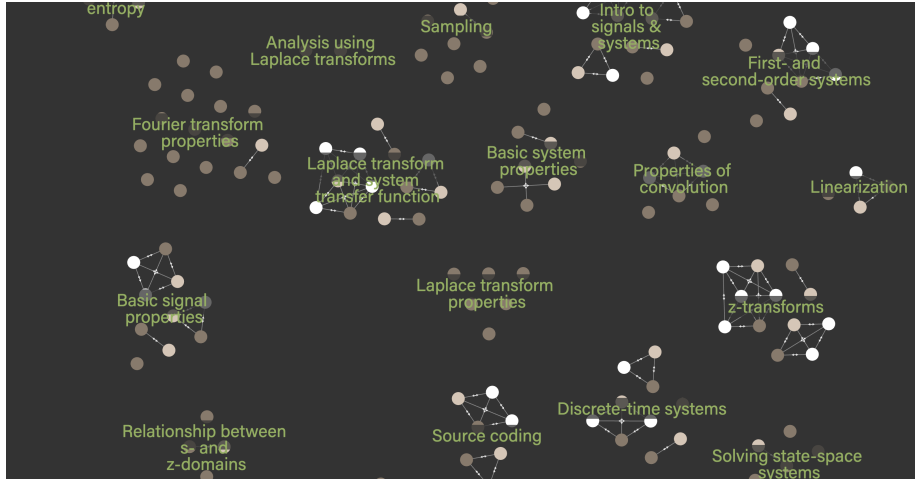 entropy
Sampling
Intro to
signals &
systems
Analysis using
Laplace transforms
First- and
second-order systems
Fourier transform
properties
Laplace transform
and system
transfer function
Basic system
properties
Properties of
convolution
Linearization
Basic signal
properties
Laplace transform
properties
z-transforms
Relationship between
s- and
z-domains
Source coding
Discrete-time systems
Solving state-space
systems